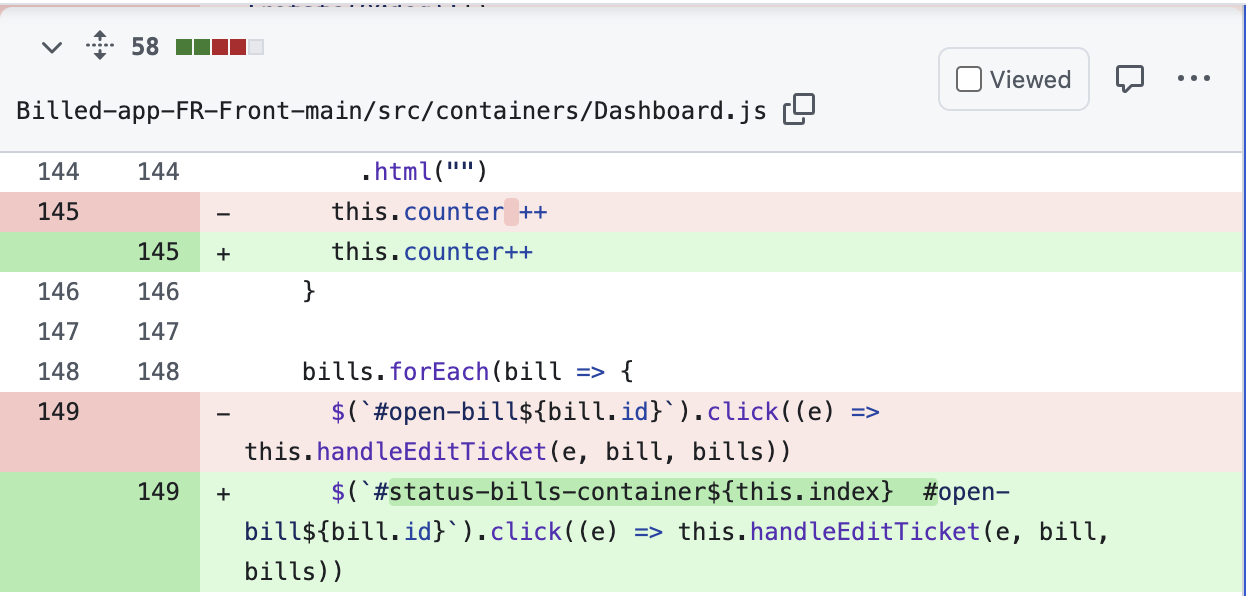 58
Viewed
Billed-app-FR-Front-main/src/containers/Dashboard.js
144 144 .html("")
145 - this.counter ++
145 + this.counter++
146 146 }
147 147
148 148 bills.forEach(bill => {
149 - $(`#open-bill${bill.id}`).click((e) =>
this.handleEditTicket(e, bill, bills))
149 + $(`#status-bills-container${this.index}  #open-
bill${bill.id}`).click((e) => this.handleEditTicket(e, bill,
bills))